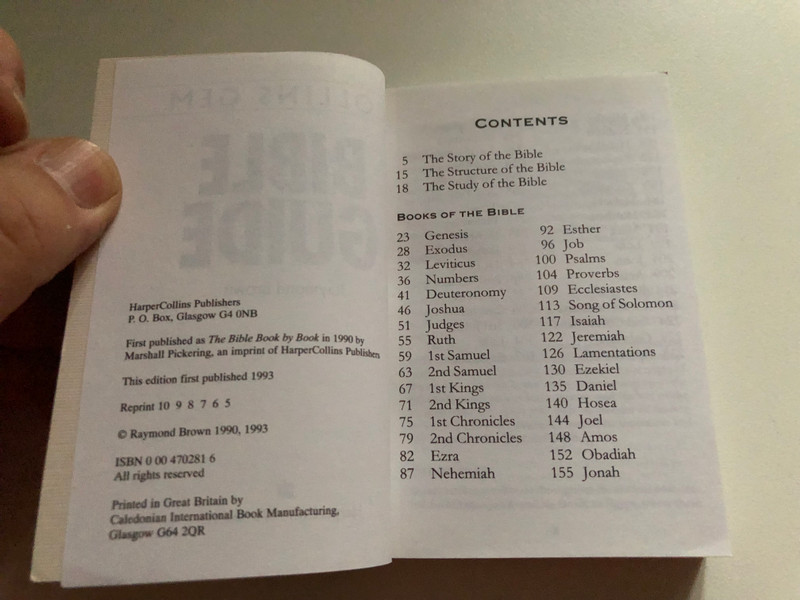 HarperCollins Publishers
P. O. Box, Glasgow G4 0NB
First published as The Bible Book by Book in 1990 by
Marshall Pickering, an imprint of HarperCollins Publishers
This edition first published 1993
Reprint 10 9 8 7 6 5
© Raymond Brown 1990, 1993
ISBN 0 00 470281 6
All rights reserved
Printed in Great Britain by
Caledonian International Book Manufacturing,
Glasgow G64 2QR
CONTENTS
5 The Story of the Bible
15 The Structure of the Bible
18 The Study of the Bible
BOOKS OF THE BIBLE
23 Genesis
28 Exodus
32 Leviticus
36 Numbers
41 Deuteronomy
46 Joshua
51 Judges
55 Ruth
59 1st Samuel
63 2nd Samuel
67 1st Kings
71 2nd Kings
75 1st Chronicles
79 2nd Chronicles
82 Ezra
87 Nehemiah
92 Esther
96 Job
100 Psalms
104 Proverbs
109 Ecclesiastes
113 Song of Solomon
117 Isaiah
122 Jeremiah
126 Lamentations
130 Ezekiel
135 Daniel
140 Hosea
144 Joel
148 Amos
152 Obadiah
155 Jonah